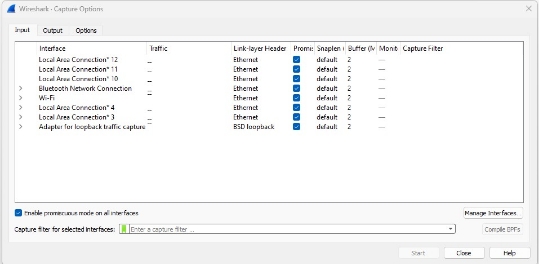 Wireshark · Capture Options
Input Output Options
Interface Traffic Link-layer Header Promis Snaplen ( Buffer (M Monit Capture Filter
Local Area Connection* 12 Ethernet default 2 —
Local Area Connection* 11 Ethernet default 2 —
Local Area Connection* 10 Ethernet default 2 —
Bluetooth Network Connection Ethernet default 2 —
Wi-Fi Ethernet default 2 —
Local Area Connection* 4 Ethernet default 2 —
Local Area Connection* 3 Ethernet default 2 —
Adapter for loopback traffic capture BSD loopback default 2 —
Enable promiscuous mode on all interfaces Manage Interfaces...
Capture filter for selected interfaces: Enter a capture filter ... Compile BPFs
Start Close Help